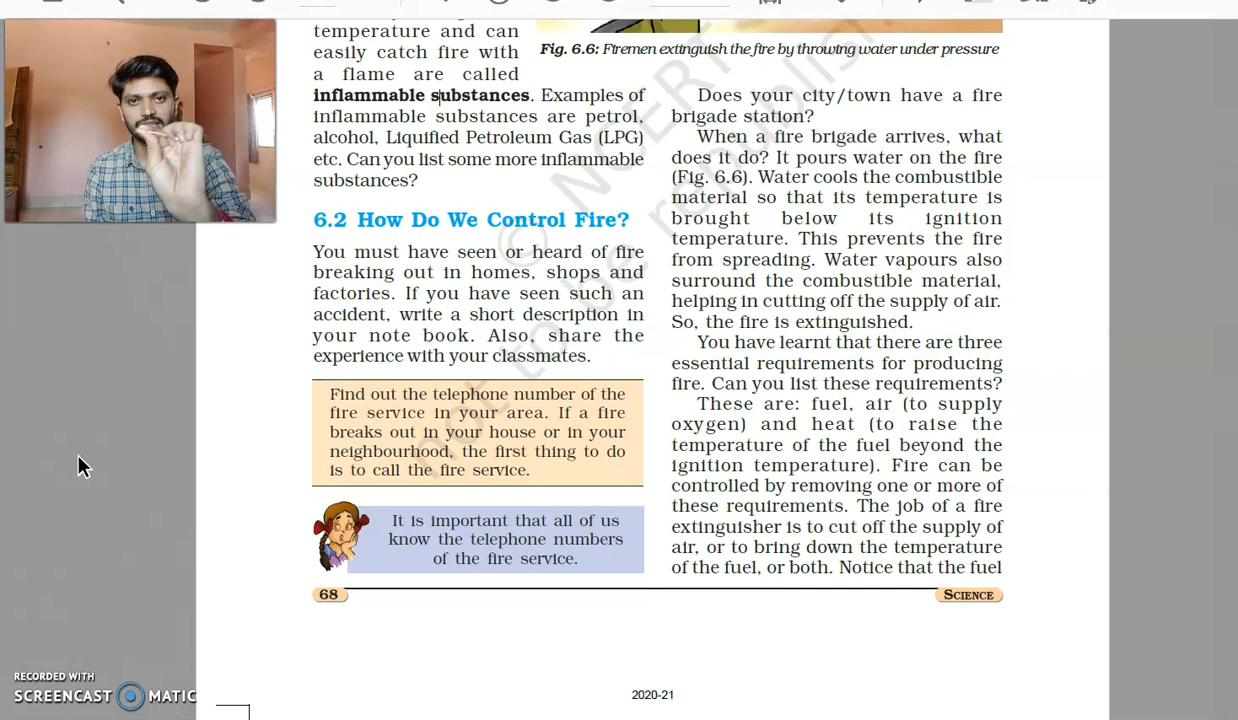 temperature and can
easily catch fire with
a flame are called
inflammable substances. Examples of
inflammable substances are petrol,
alcohol, Liquified Petroleum Gas (LPG)
etc. Can you list some more inflammable
substances?
6.2 How Do We Control Fire?
You must have seen or heard of fire
breaking out in homes, shops and
factories. If you have seen such an
accident, write a short description in
your note book. Also, share the
experience with your classmates.
Find out the telephone number of the
fire service in your area. If a fire
breaks out in your house or in your
neighbourhood, the first thing to do
is to call the fire service.
It is important that all of us
know the telephone numbers
of the fire service.
Fig. 6.6: Firemen extinguish the fire by throwing water under pressure
Does your city/town have a fire
brigade station?
When a fire brigade arrives, what
does it do? It pours water on the fire
(Fig. 6.6). Water cools the combustible
material so that its temperature is
brought below its ignition
temperature. This prevents the fire
from spreading. Water vapours also
surround the combustible material,
helping in cutting off the supply of air.
So, the fire is extinguished.
You have learnt that there are three
essential requirements for producing
fire. Can you list these requirements?
These are: fuel, air (to supply
oxygen) and heat (to raise the
temperature of the fuel beyond the
ignition temperature). Fire can be
controlled by removing one or more of
these requirements. The job of a fire
extinguisher is to cut off the supply of
air, or to bring down the temperature
of the fuel, or both. Notice that the fuel
68
SCIENCE
2020-21
© NCERT
not to be republish
RECORDED WITH
SCREENCAST MATIC